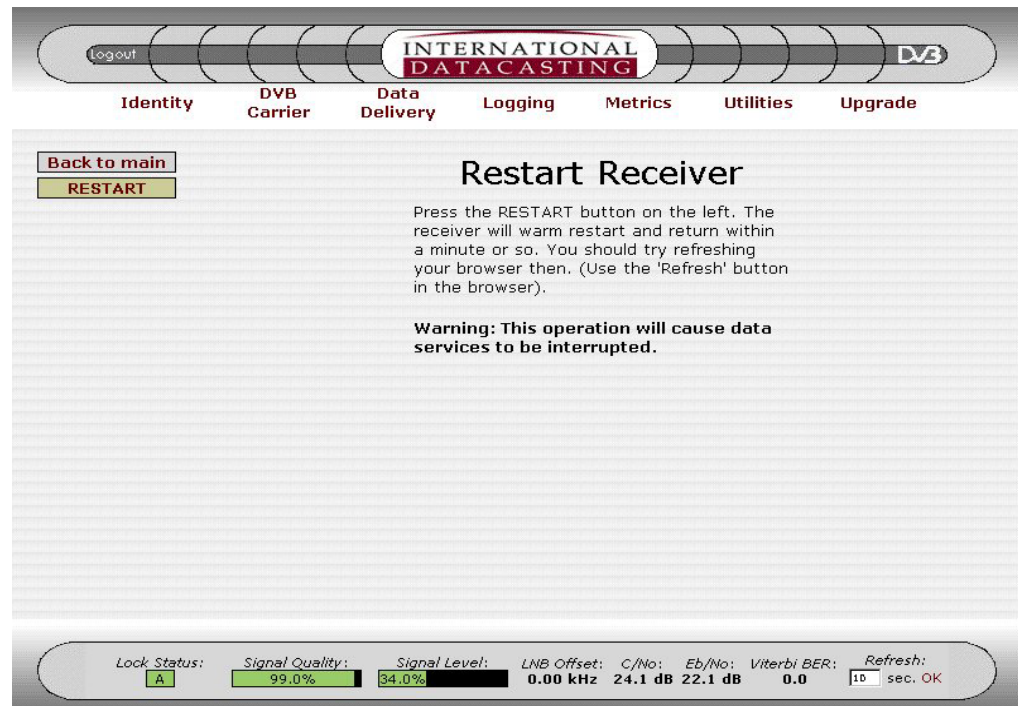 Logout
INTERNATIONAL
DATACASTING
DVB
Identity
DVB
Carrier
Data
Delivery
Logging
Metrics
Utilities
Upgrade
Back to main
RESTART
Restart Receiver
Press the RESTART button on the left. The
receiver will warm restart and return within
a minute or so. You should try refreshing
your browser then. (Use the 'Refresh' button
in the browser).
Warning: This operation will cause data
services to be interrupted.
Lock Status: Signal Quality: Signal Level: LNB Offset: C/No: Eb/No: Viterbi BER: Refresh:
A 99.0% 34.0% 0.00 kHz 24.1 dB 22.1 dB 0.0 10 sec. OK